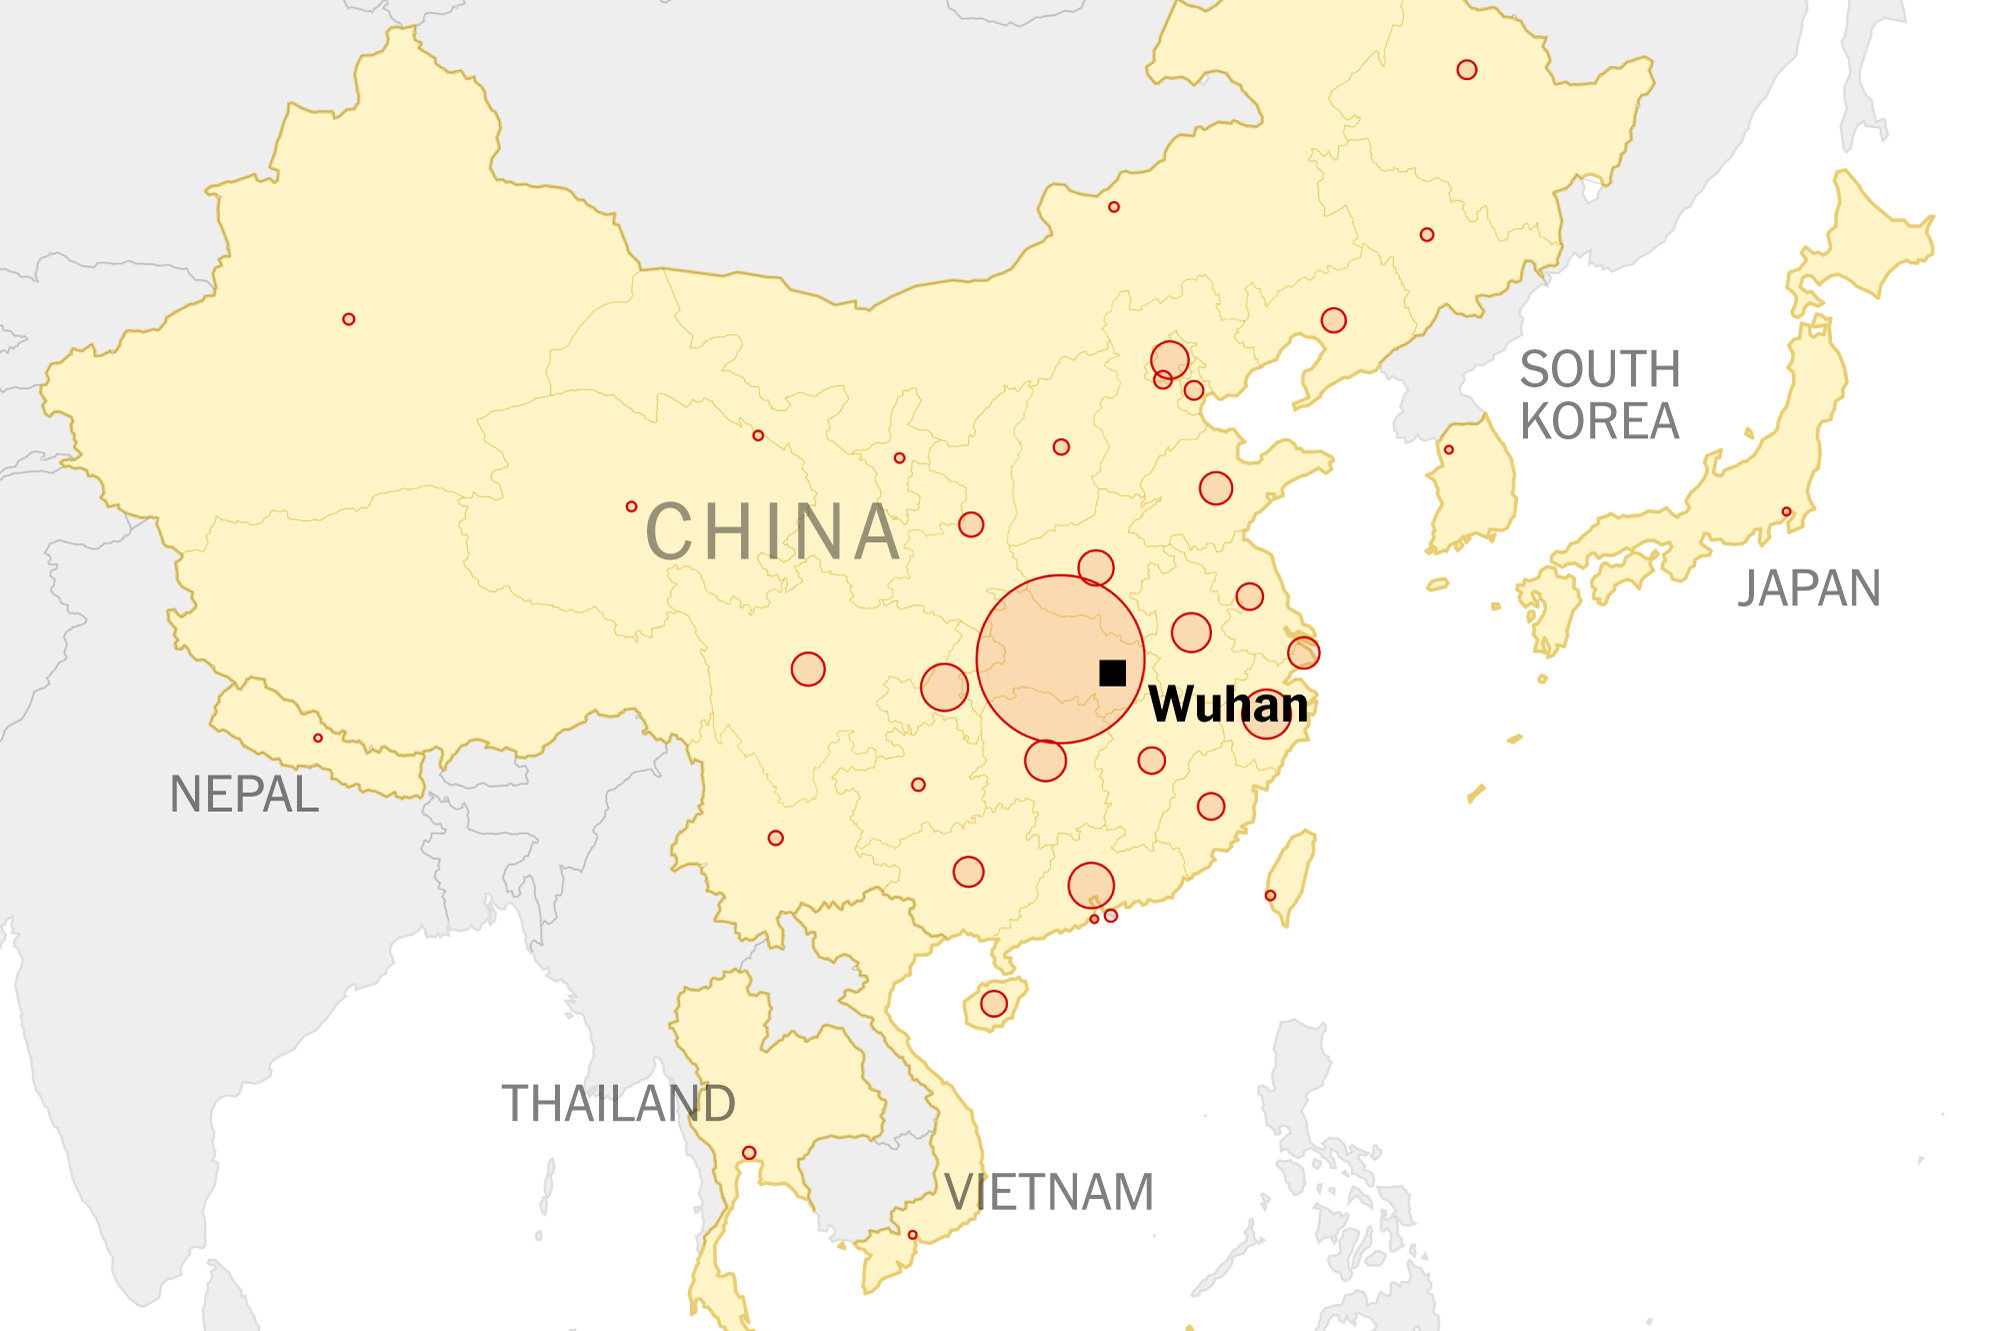 SOUTH
KOREA
CHINA
JAPAN
Wuhan
NEPAL
THAILAND
VIETNAM